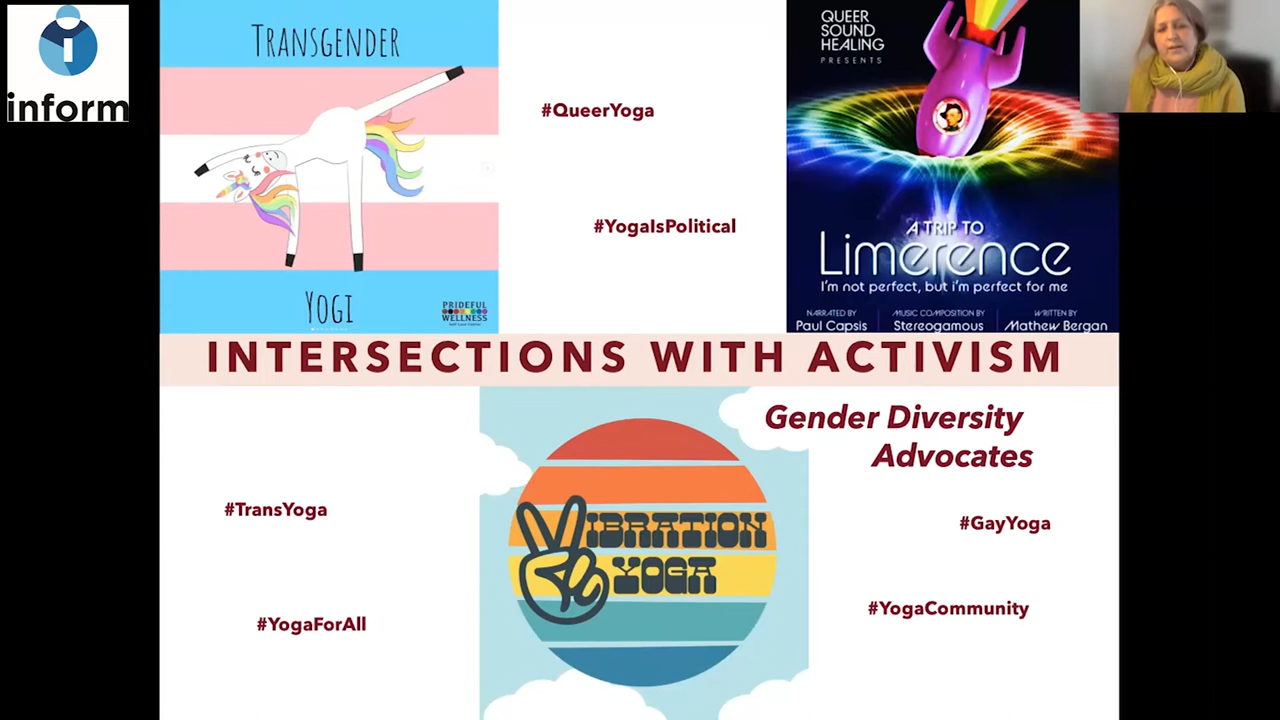 inform
TRANSGENDER
YOGI
PRIDEFUL
WELLNESS
#QueerYoga
#YogaIsPolitical
QUEER
SOUND
HEALING
PRESENTS
A TRIP TO
Limerence
I'm not perfect, but i'm perfect for me
NARRATED BY
Paul Capsis
MUSIC COMPOSITION BY
Stereogamous
WRITTEN BY
Mathew Bergan
INTERSECTIONS WITH ACTIVISM
Gender Diversity
Advocates
#TransYoga
#YogaForAll
VIBRATION
YOGA
#GayYoga
#YogaCommunity